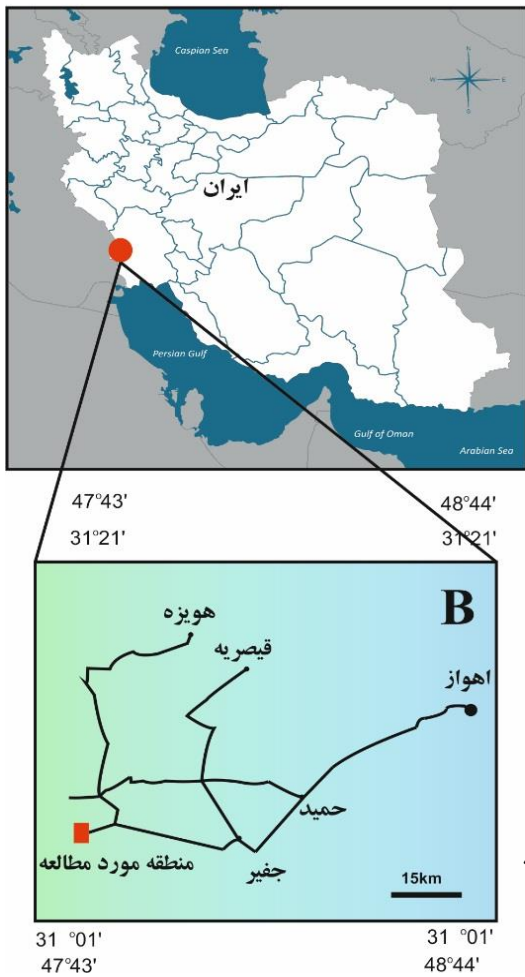 Caspian Sea
N
W
E
S
ایران
Persian Gulf
Gulf of Oman
Arabian Sea
47°43' 48°44'
31°21' 31°21'
B
هویزه
قیصریه
اهواز
حمید
منطقه مورد مطالعه
جفیر
15km
31 °01' 31 °01'
47°43' 48°44'